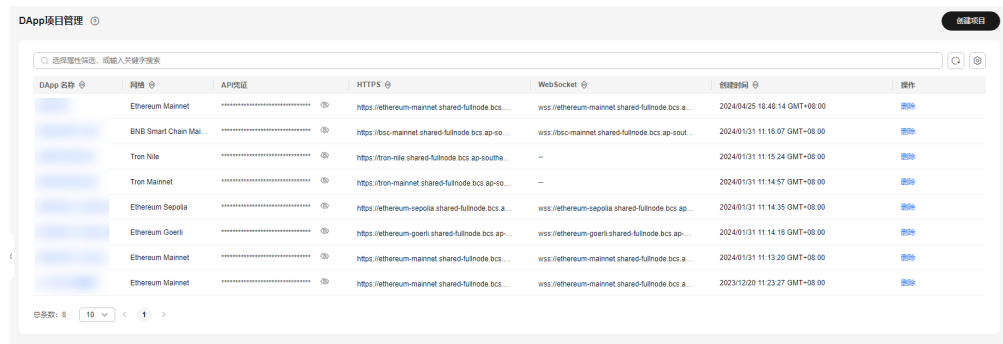 DApp项目管理
创建项目
选择属性筛选，或输入关键字搜索
DApp 名称 网络 API凭证 HTTPS WebSocket 创建时间 操作
Ethereum Mainnet ****************************** https://ethereum-mainnet.shared-fullnode.bcs.... wss://ethereum-mainnet.shared-fullnode.bcs.a... 2024/04/25 18:48:14 GMT+08:00 删除
BNB Smart Chain Mai... ****************************** https://bsc-mainnet.shared-fullnode.bcs.ap-so... wss://bsc-mainnet.shared-fullnode.bcs.ap-sout... 2024/01/31 11:16:07 GMT+08:00 删除
Tron Nile ****************************** https://tron-nile.shared-fullnode.bcs.ap-southe... -- 2024/01/31 11:15:24 GMT+08:00 删除
Tron Mainnet ****************************** https://tron-mainnet.shared-fullnode.bcs.ap-so... -- 2024/01/31 11:14:57 GMT+08:00 删除
Ethereum Sepolia ****************************** https://ethereum-sepolia.shared-fullnode.bcs.a... wss://ethereum-sepolia.shared-fullnode.bcs.ap... 2024/01/31 11:14:35 GMT+08:00 删除
Ethereum Goerli ****************************** https://ethereum-goerli.shared-fullnode.bcs.ap-... wss://ethereum-goerli.shared-fullnode.bcs.ap-... 2024/01/31 11:14:16 GMT+08:00 删除
Ethereum Mainnet ****************************** https://ethereum-mainnet.shared-fullnode.bcs.... wss://ethereum-mainnet.shared-fullnode.bcs.a... 2024/01/31 11:13:20 GMT+08:00 删除
Ethereum Mainnet ****************************** https://ethereum-mainnet.shared-fullnode.bcs.... wss://ethereum-mainnet.shared-fullnode.bcs.a... 2023/12/20 11:23:27 GMT+08:00 删除
总条数：8 10 1